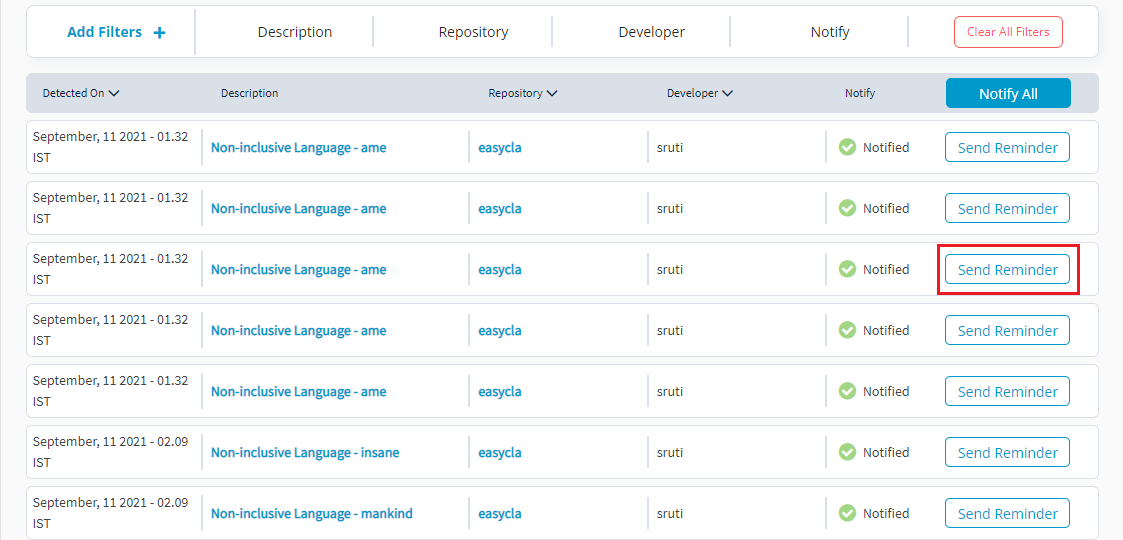 Add Filters + Description Repository Developer Notify Clear All Filters
Detected On Description Repository Developer Notify Notify All
September, 11 2021 - 01.32
IST
Non-inclusive Language - ame easycla sruti Notified Send Reminder
September, 11 2021 - 01.32
IST
Non-inclusive Language - ame easycla sruti Notified Send Reminder
September, 11 2021 - 01.32
IST
Non-inclusive Language - ame easycla sruti Notified Send Reminder
September, 11 2021 - 01.32
IST
Non-inclusive Language - ame easycla sruti Notified Send Reminder
September, 11 2021 - 01.32
IST
Non-inclusive Language - ame easycla sruti Notified Send Reminder
September, 11 2021 - 02.09
IST
Non-inclusive Language - insane easycla sruti Notified Send Reminder
September, 11 2021 - 02.09
IST
Non-inclusive Language - mankind easycla sruti Notified Send Reminder